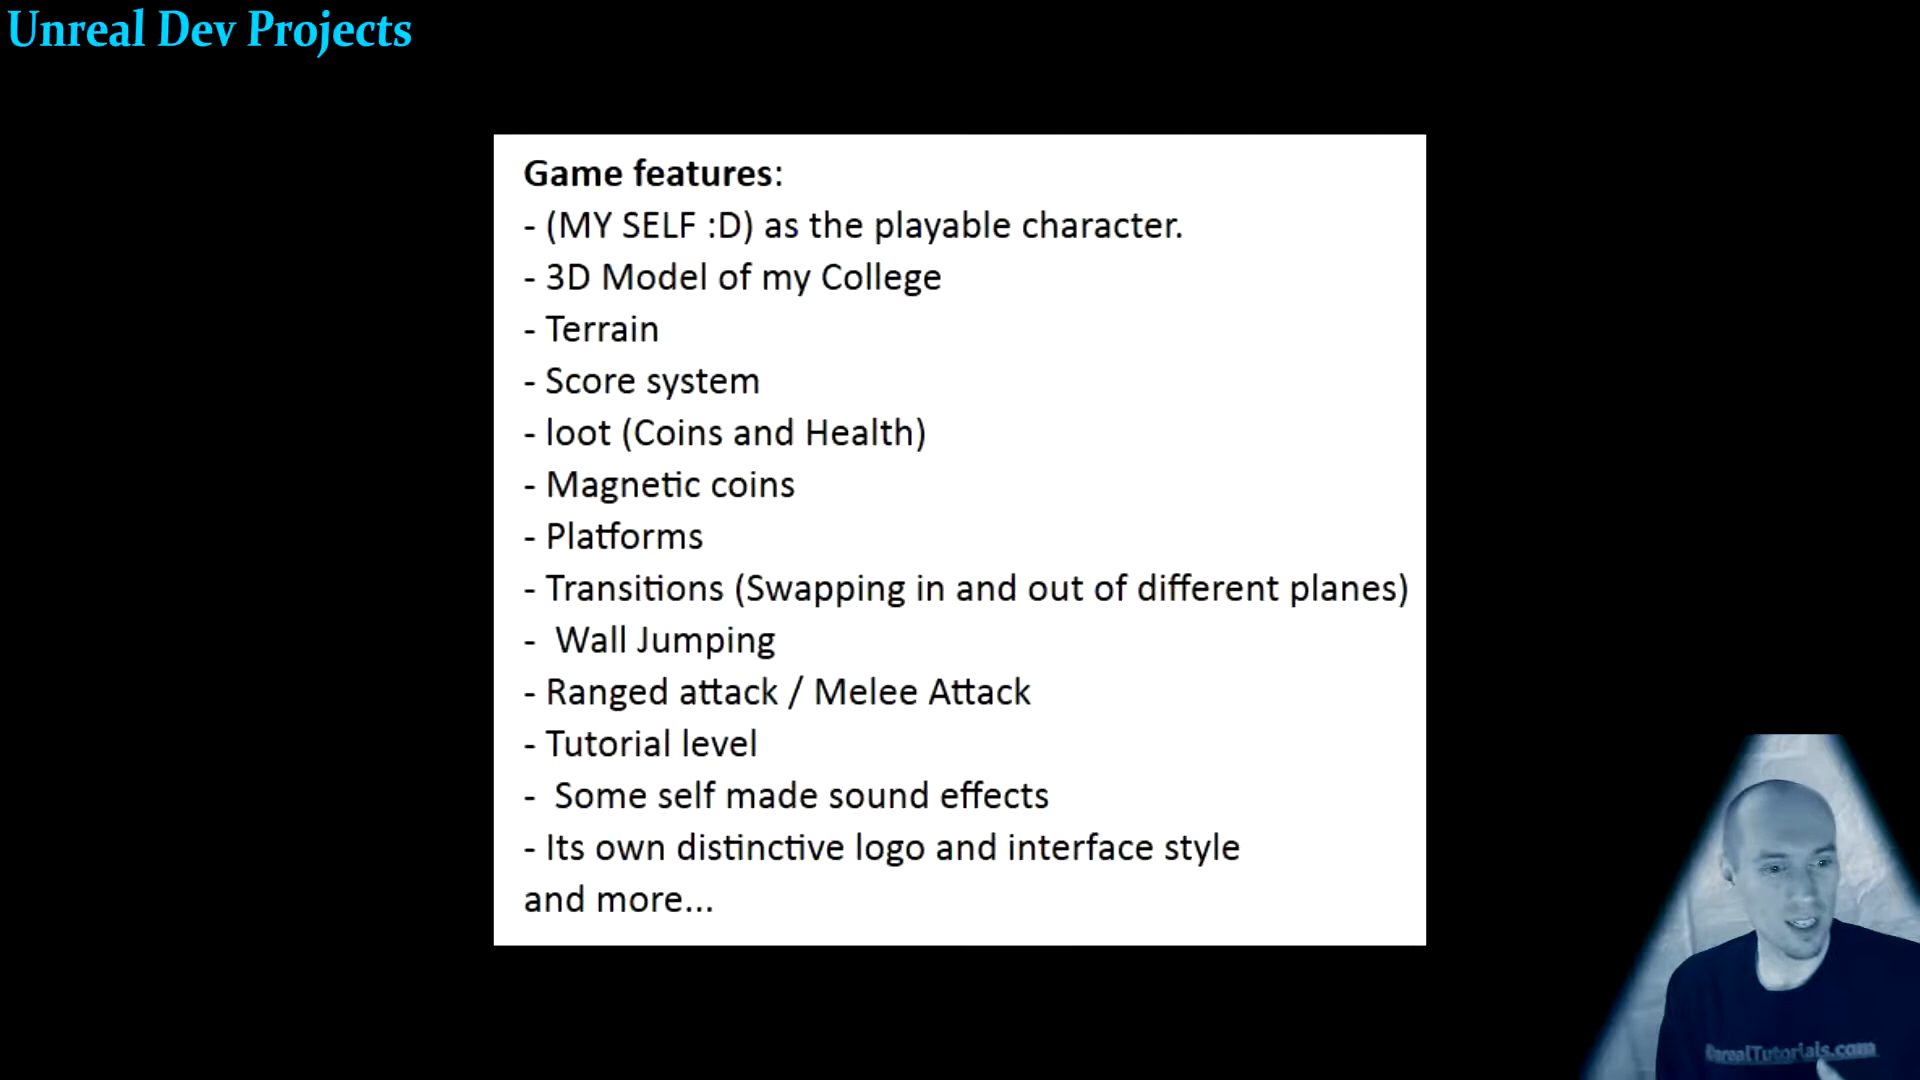 Unreal Dev Projects
Game features:
- (MY SELF :D) as the playable character.
- 3D Model of my College
- Terrain
- Score system
- loot (Coins and Health)
- Magnetic coins
- Platforms
- Transitions (Swapping in and out of different planes)
-  Wall Jumping
- Ranged attack / Melee Attack
- Tutorial level
-  Some self made sound effects
- Its own distinctive logo and interface style
and more...
UnrealTutorials.com